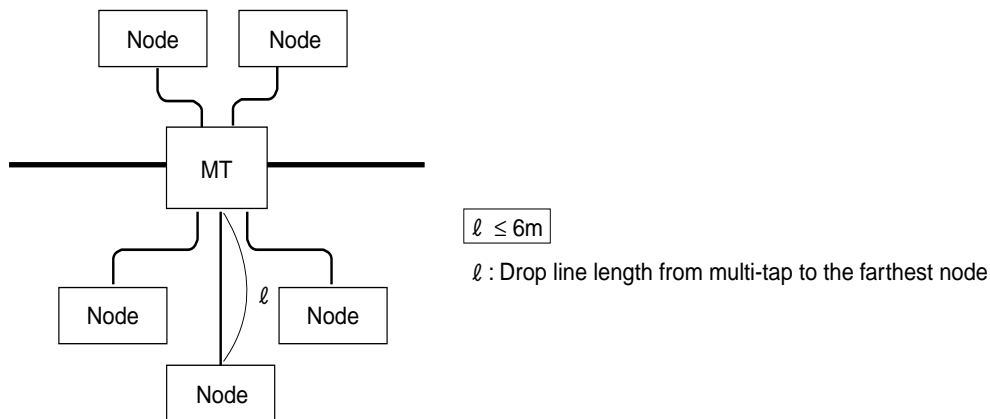 Node
Node
MT
ℓ ≤ 6m
ℓ : Drop line length from multi-tap to the farthest node
Node
ℓ
Node
Node